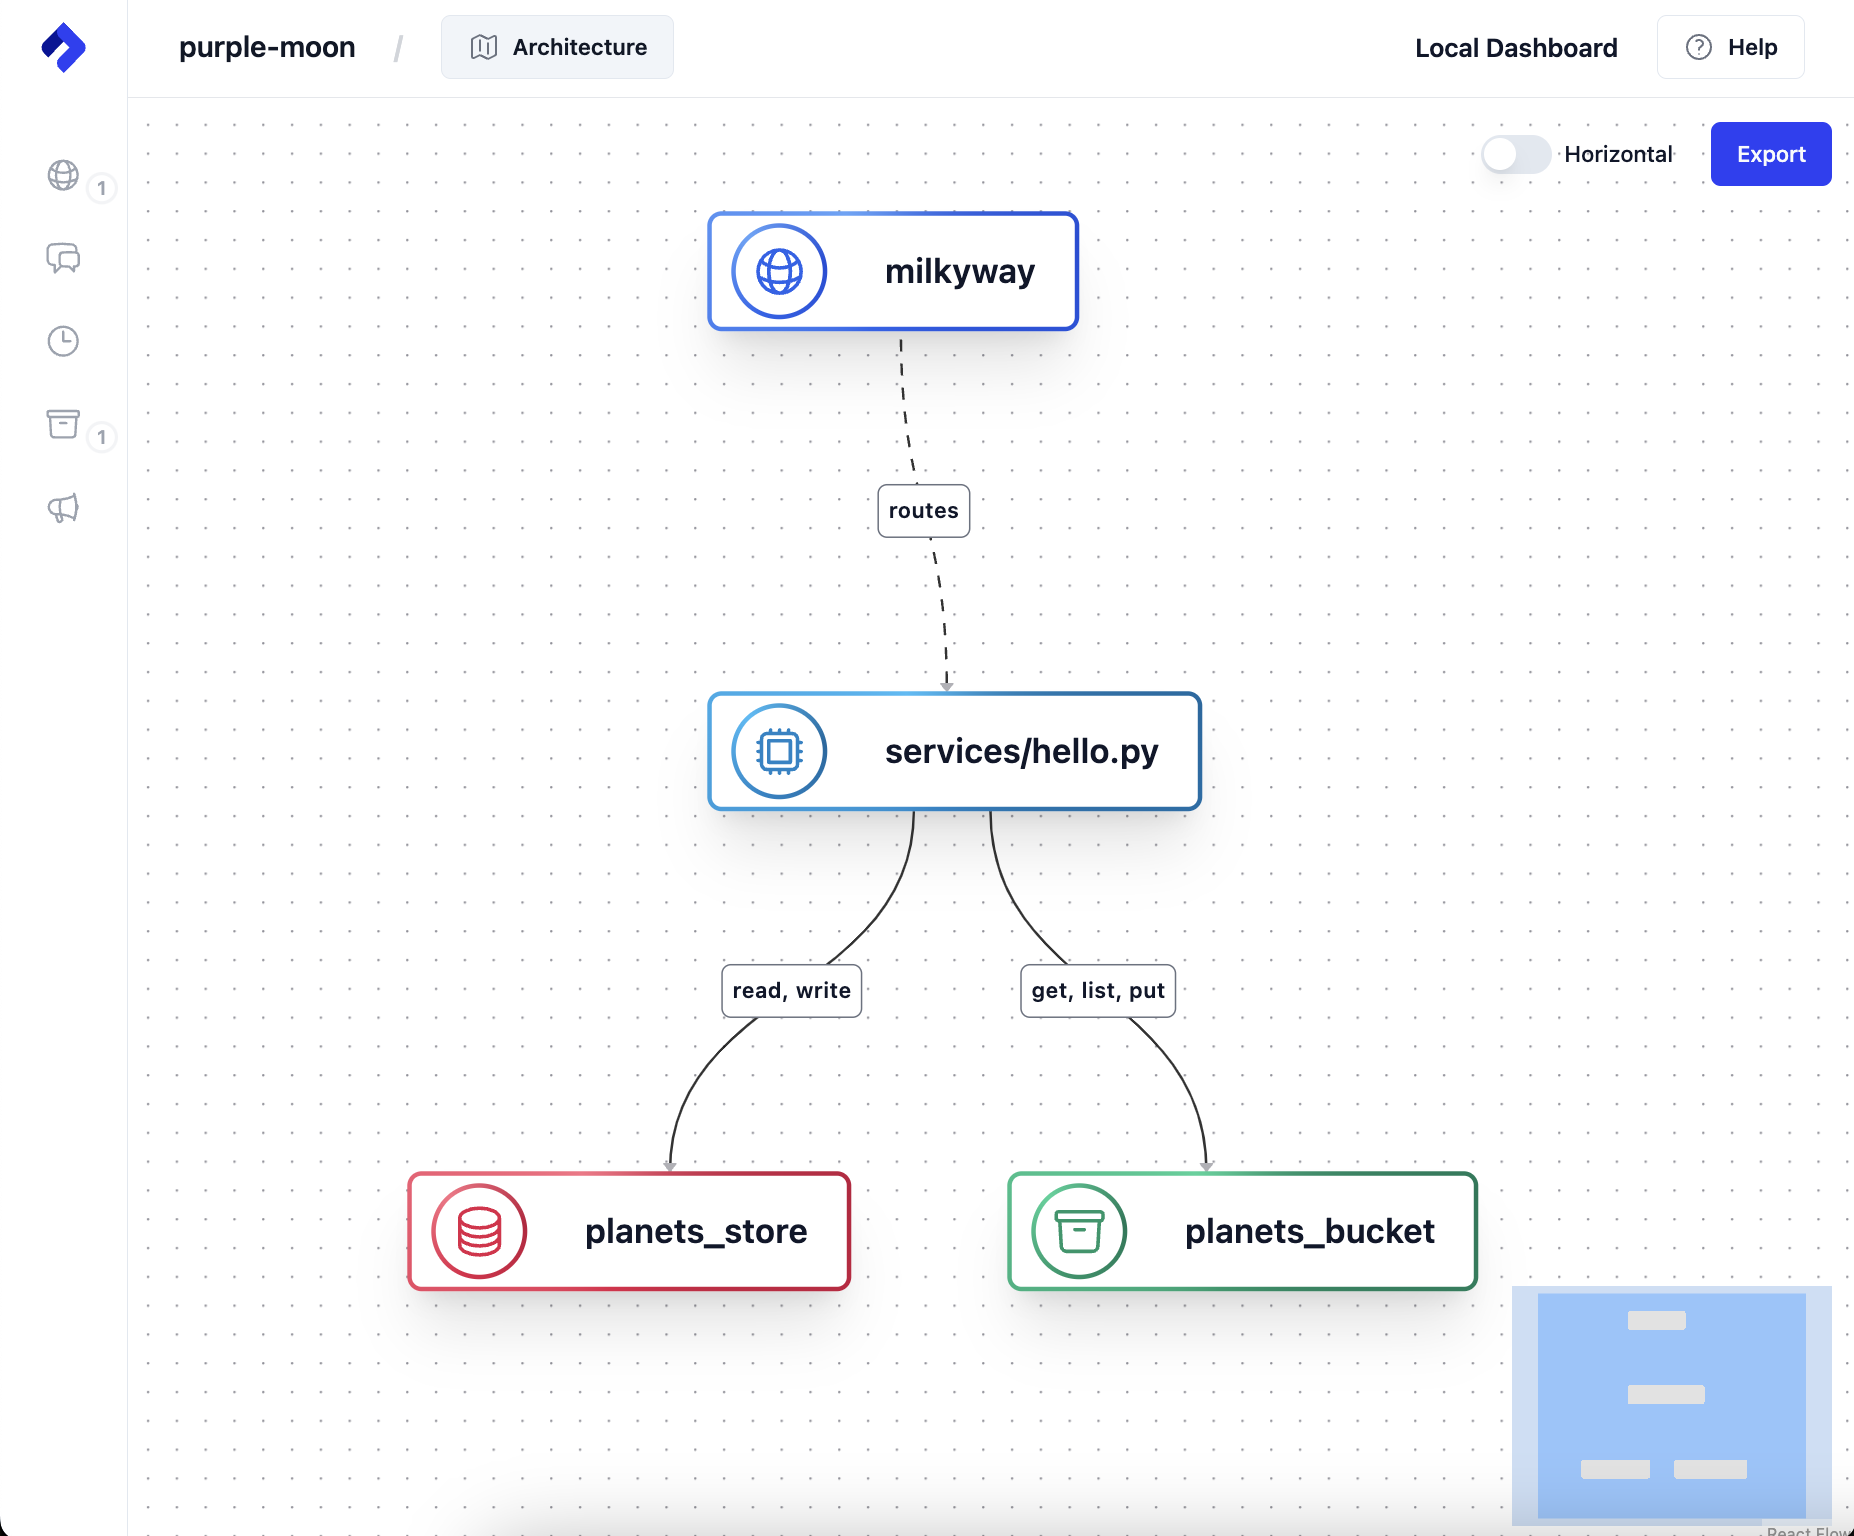 purple-moon / Architecture Local Dashboard Help
Horizontal Export
1
1
milkyway
routes
services/hello.py
read, write get, list, put
planets_store planets_bucket
React Flow